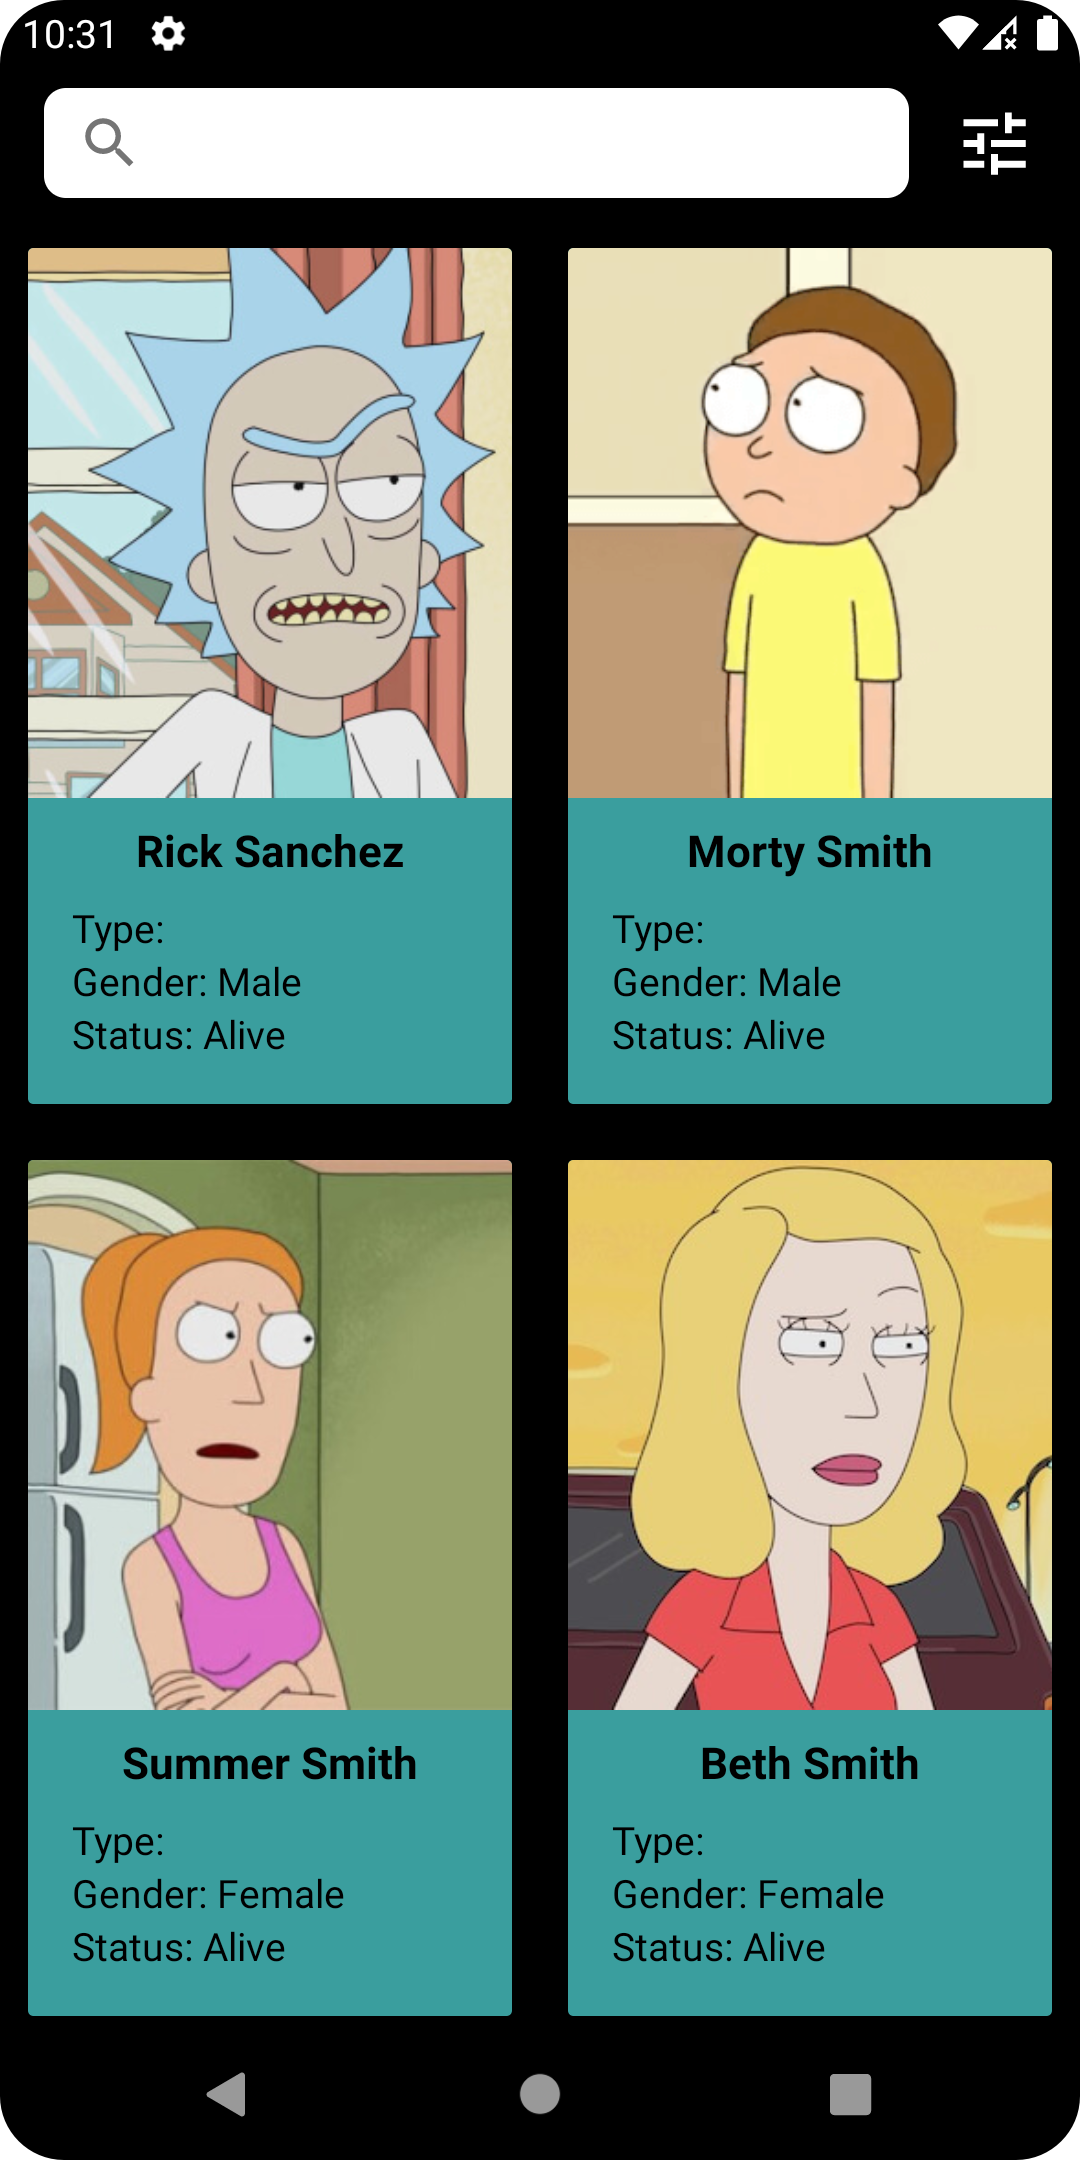 10:31
Rick Sanchez
Type:
Gender: Male
Status: Alive
Morty Smith
Type:
Gender: Male
Status: Alive
Summer Smith
Type:
Gender: Female
Status: Alive
Beth Smith
Type:
Gender: Female
Status: Alive